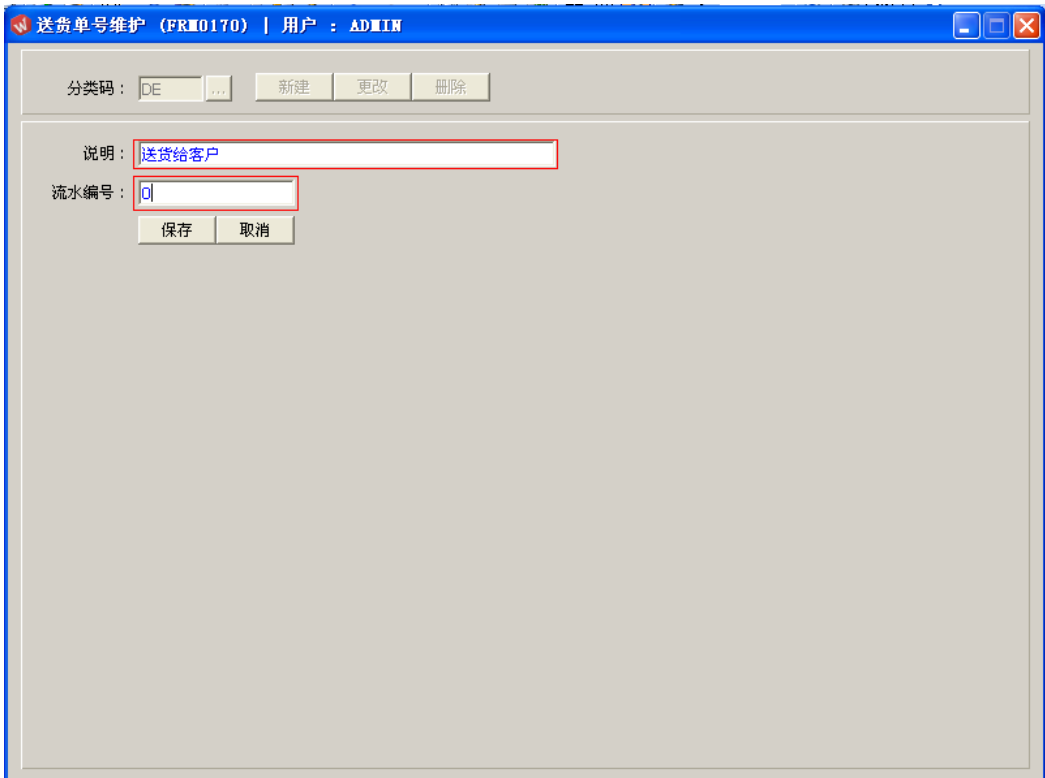 送货单号维护 (FRM0170) | 用户 : ADMIN
分类码： DE ... 新建 更改 删除
说明： 送货给客户
流水编号： 0
保存 取消